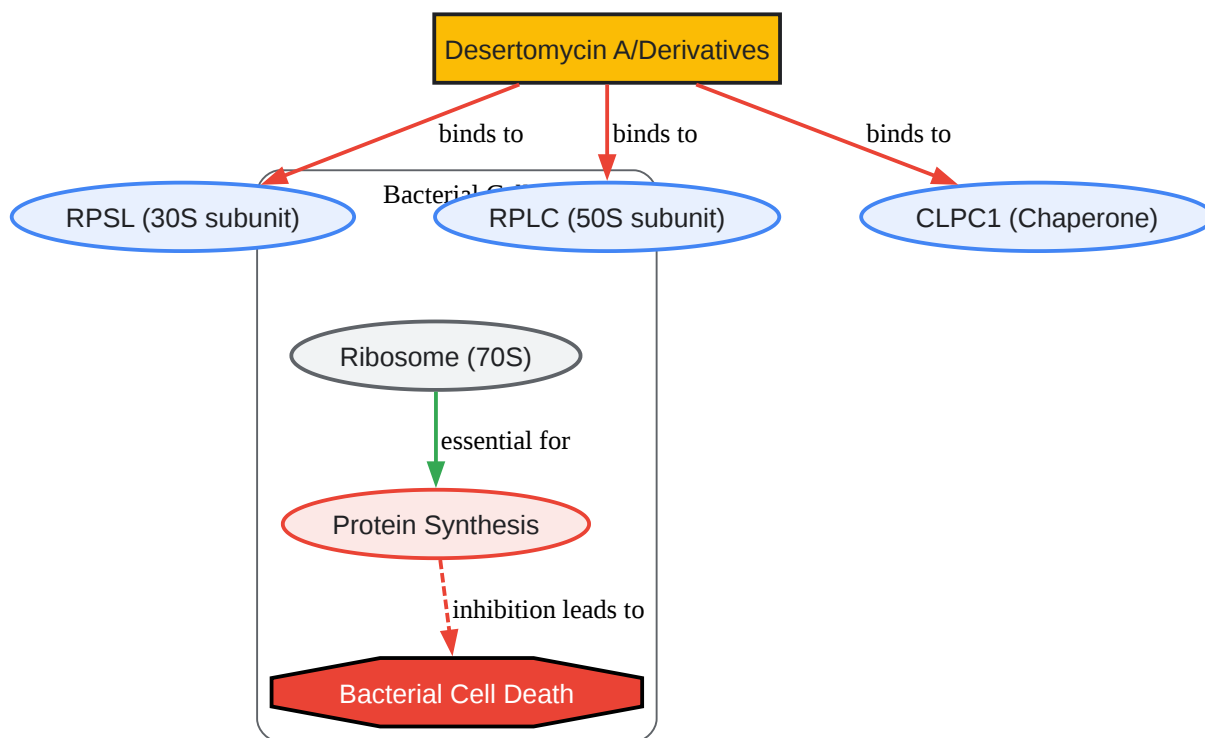 Desertomycin A/Derivatives
binds to
binds to
binds to
Bacterial
RPSL (30S subunit)
RPLC (50S subunit)
CLPC1 (Chaperone)
Ribosome (70S)
essential for
Protein Synthesis
inhibition leads to
Bacterial Cell Death